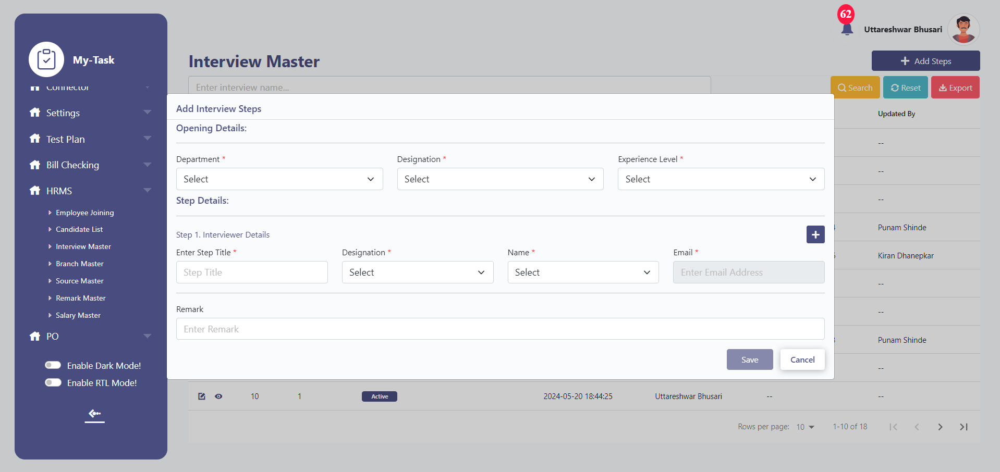 62
Uttareshwar Bhusari
My-Task
Connector
Settings
Test Plan
Bill Checking
HRMS
Employee Joining
Candidate List
Interview Master
Branch Master
Source Master
Remark Master
Salary Master
PO
Enable Dark Mode!
Enable RTL Mode!
Interview Master
Add Steps
Enter interview name...
Search
Reset
Export
Updated By
--
--
--
Punam Shinde
Kiran Dhanepkar
--
--
Punam Shinde
--
Add Interview Steps
Opening Details:
Department *
Designation *
Experience Level *
Select
Select
Select
Step Details:
Step 1. Interviewer Details
Enter Step Title *
Designation *
Name *
Email *
Step Title
Select
Select
Enter Email Address
Remark
Enter Remark
Save
Cancel
10 1 Active 2024-05-20 18:44:25 Uttareshwar Bhusari -- --
Rows per page: 10 1-10 of 18